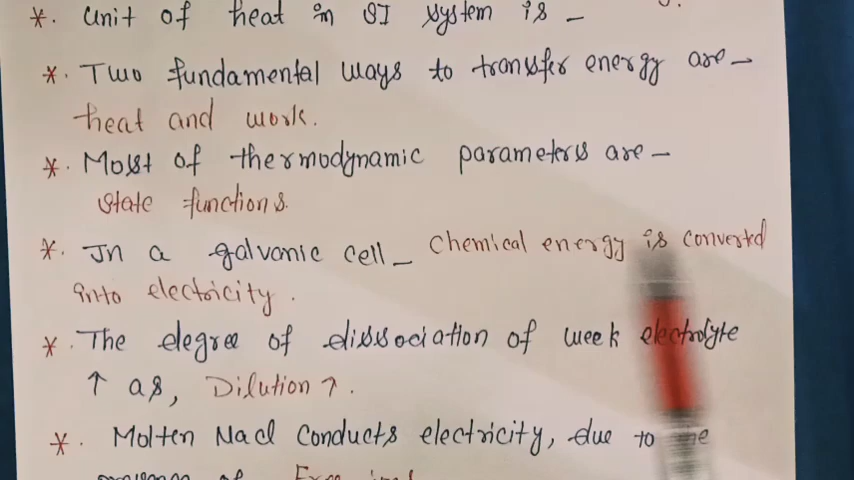 *. Unit of heat in SI system is -
*. Two fundamental ways to transfer energy are -
heat and work.
*. Most of thermodynamic parameters are -
state functions.
*. In a galvanic cell - Chemical energy is converted
into electricity.
*. The degree of dissociation of week electrolyte
↑ as, Dilution ↑.
*. Molten Nacl conducts electricity, due to the